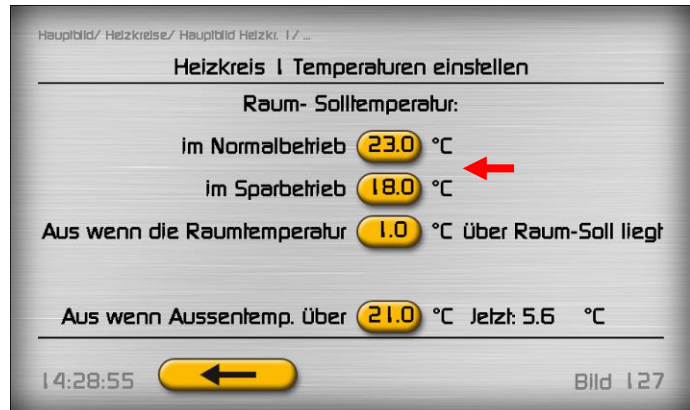 Hauptbild/ Heizkreise/ Hauptbild Heizkr. 1/ ...
Heizkreis 1 Temperaturen einstellen
Raum- Solltemperatur:
im Normalbetrieb 23.0 °C
im Sparbetrieb 18.0 °C
Aus wenn die Raumtemperatur 1.0 °C über Raum-Soll liegt
Aus wenn Aussentemp. über 21.0 °C Jetzt: 5.6 °C
14:28:55
Bild 127